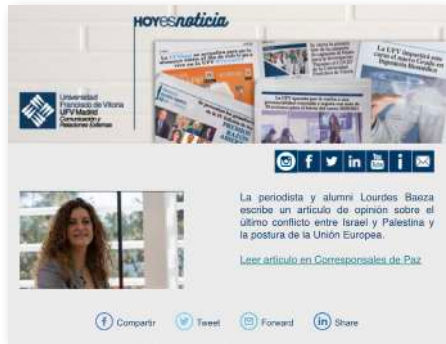 HOYesnoticia
Universidad
Francisco de Vitoria
UFV Madrid
Comunicación y
Relaciones Externas
La periodista y alumni Lourdes Baeza
escribe un artículo de opinión sobre el
último conflicto entre Israel y Palestina y
la postura de la Unión Europea.
Leer artículo en Corresponsales de Paz
Compartir
Tweet
Forward
Share